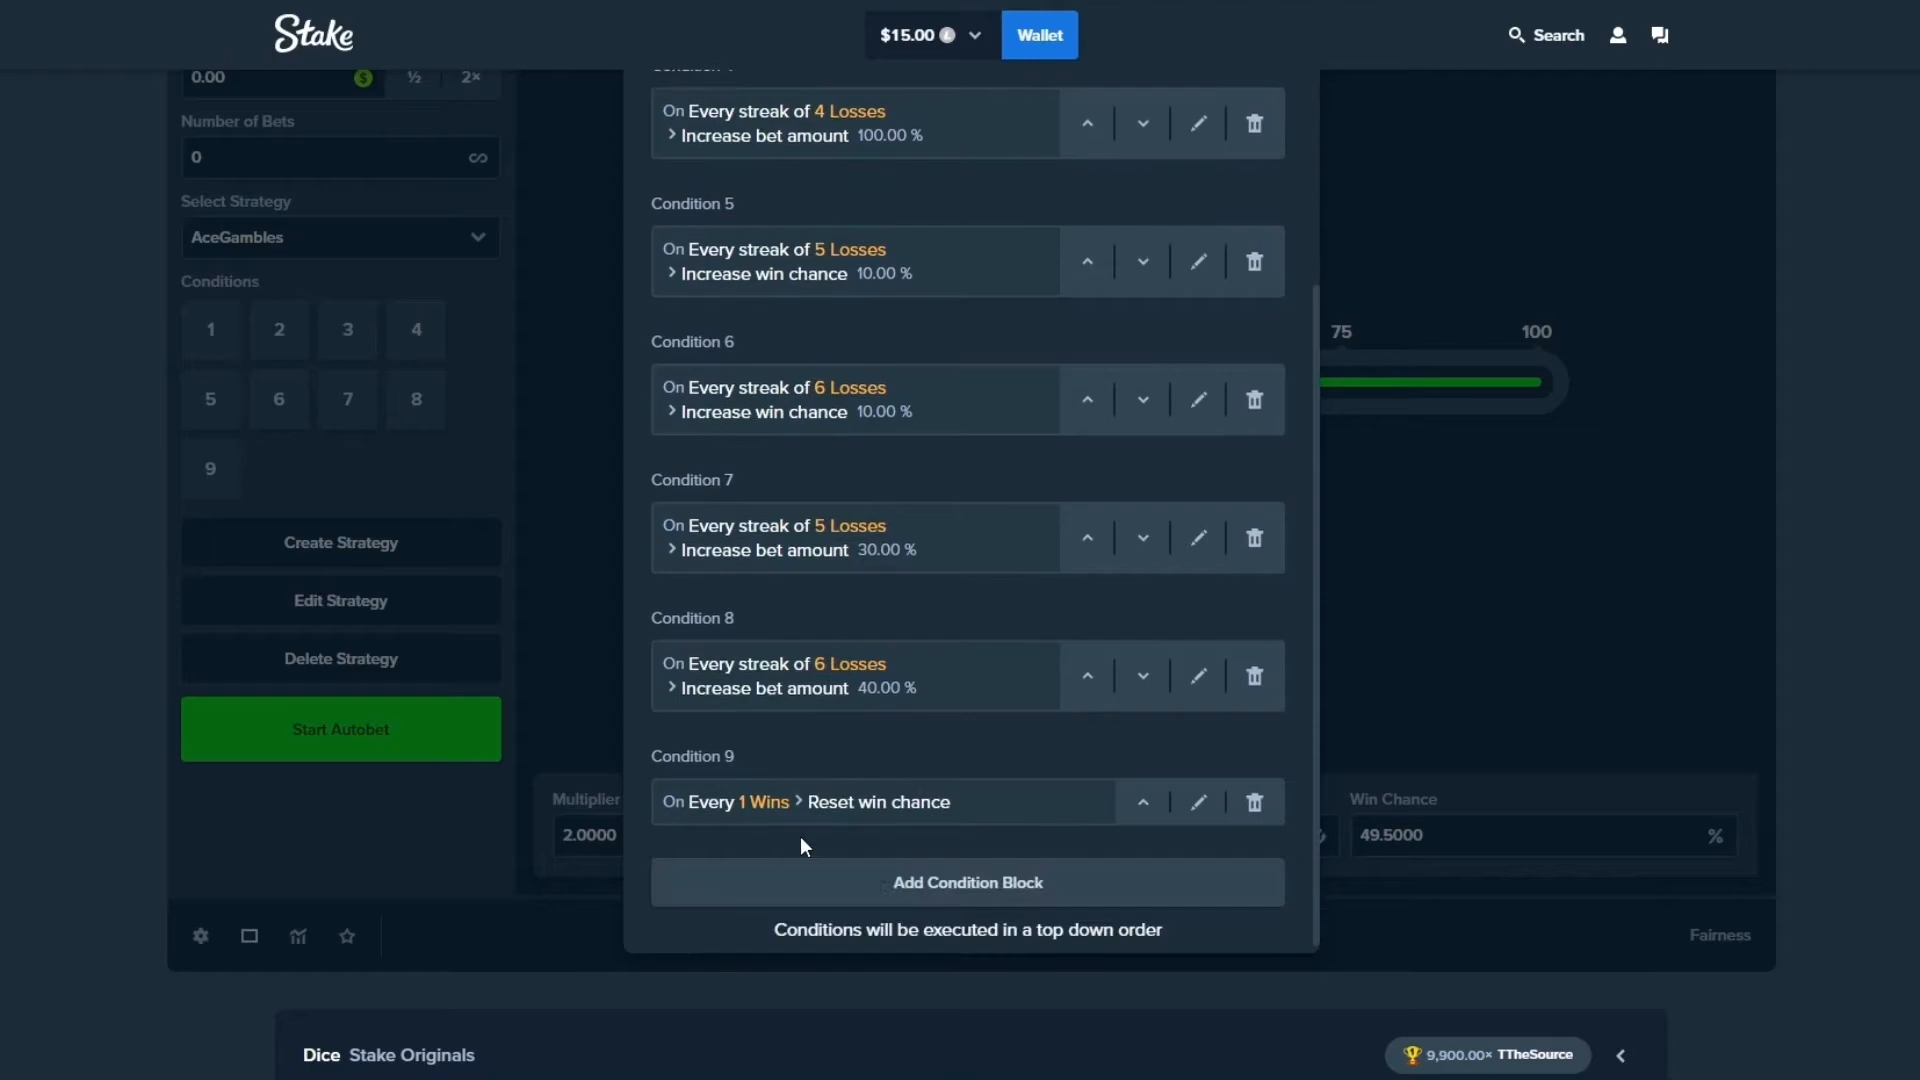 Stake
$15.00
Wallet
Search
0.00
½
2×
Number of Bets
0
Select Strategy
AceGambles
Conditions
1
2
3
4
5
6
7
8
9
Create Strategy
Edit Strategy
Delete Strategy
Start Autobet
On Every streak of 4 Losses
Increase bet amount 100.00 %
Condition 5
On Every streak of 5 Losses
Increase win chance 10.00 %
Condition 6
On Every streak of 6 Losses
Increase win chance 10.00 %
Condition 7
On Every streak of 5 Losses
Increase bet amount 30.00 %
Condition 8
On Every streak of 6 Losses
Increase bet amount 40.00 %
Condition 9
On Every 1 Wins > Reset win chance
Add Condition Block
Conditions will be executed in a top down order
75
100
Multiplier
2.0000
Win Chance
49.5000
%
Fairness
Dice Stake Originals
9,900.00× TTheSource